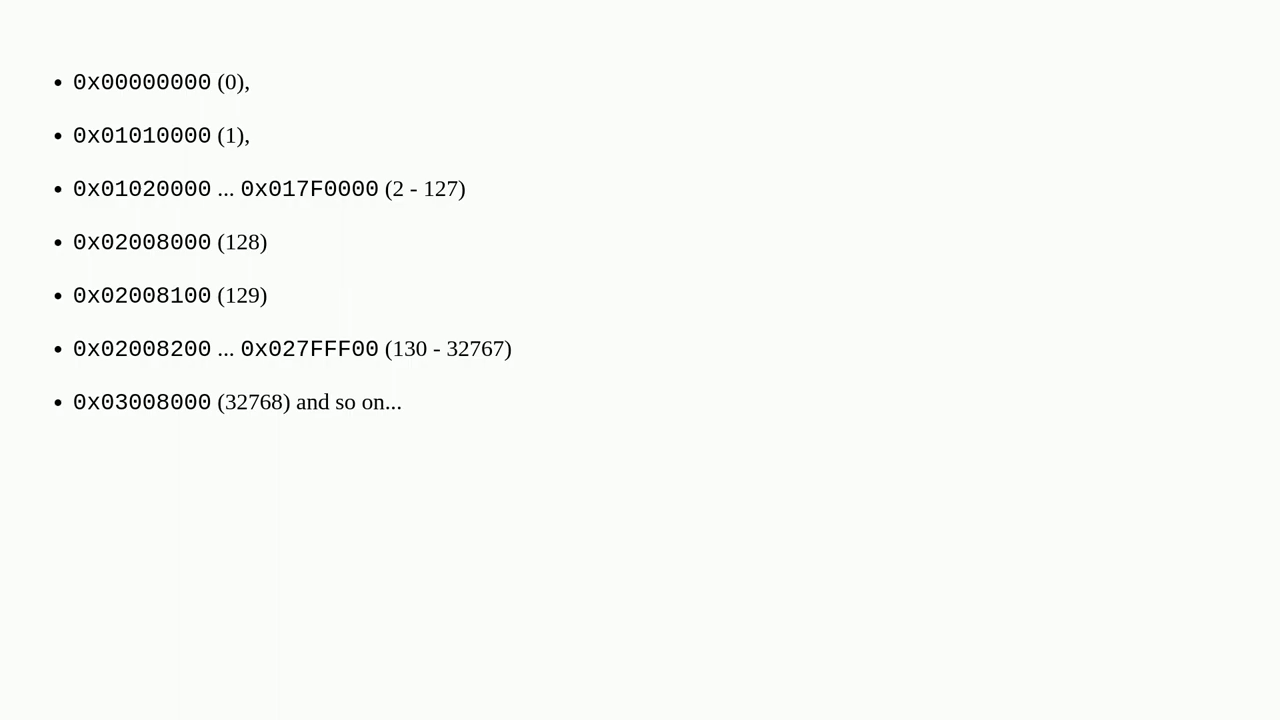 • 0x00000000 (0),
• 0x01010000 (1),
• 0x01020000 ... 0x017F0000 (2 - 127)
• 0x02008000 (128)
• 0x02008100 (129)
• 0x02008200 ... 0x027FFF00 (130 - 32767)
• 0x03008000 (32768) and so on...